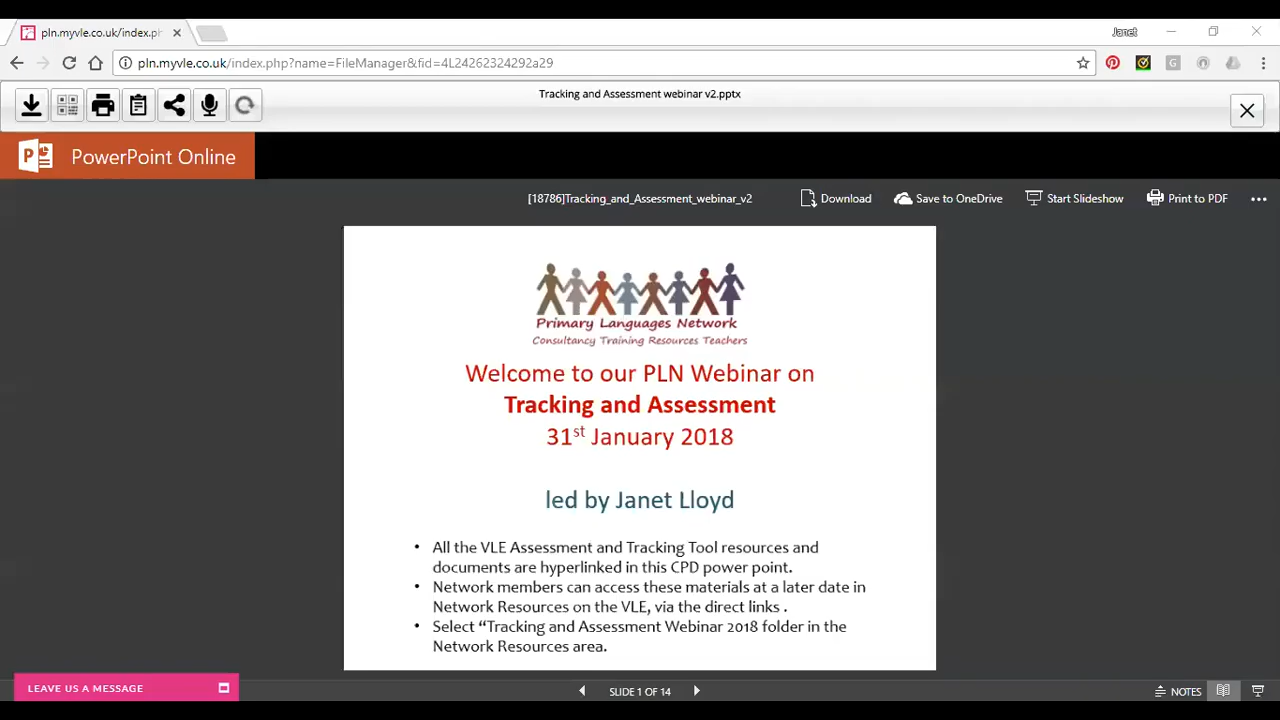 pln.myvle.co.uk/index.ph
Janet
pln.myvle.co.uk/index.php?name=FileManager&fid=4L24262324292a29
Tracking and Assessment webinar v2.pptx
PowerPoint Online
[18786]Tracking_and_Assessment_webinar_v2
Download
Save to OneDrive
Start Slideshow
Print to PDF
Primary Languages Network
Consultancy Training Resources Teachers
Welcome to our PLN Webinar on
Tracking and Assessment
31st January 2018
led by Janet Lloyd
• All the VLE Assessment and Tracking Tool resources and
documents are hyperlinked in this CPD power point.
• Network members can access these materials at a later date in
Network Resources on the VLE, via the direct links .
• Select “Tracking and Assessment Webinar 2018 folder in the
Network Resources area.
LEAVE US A MESSAGE
SLIDE 1 OF 14
NOTES